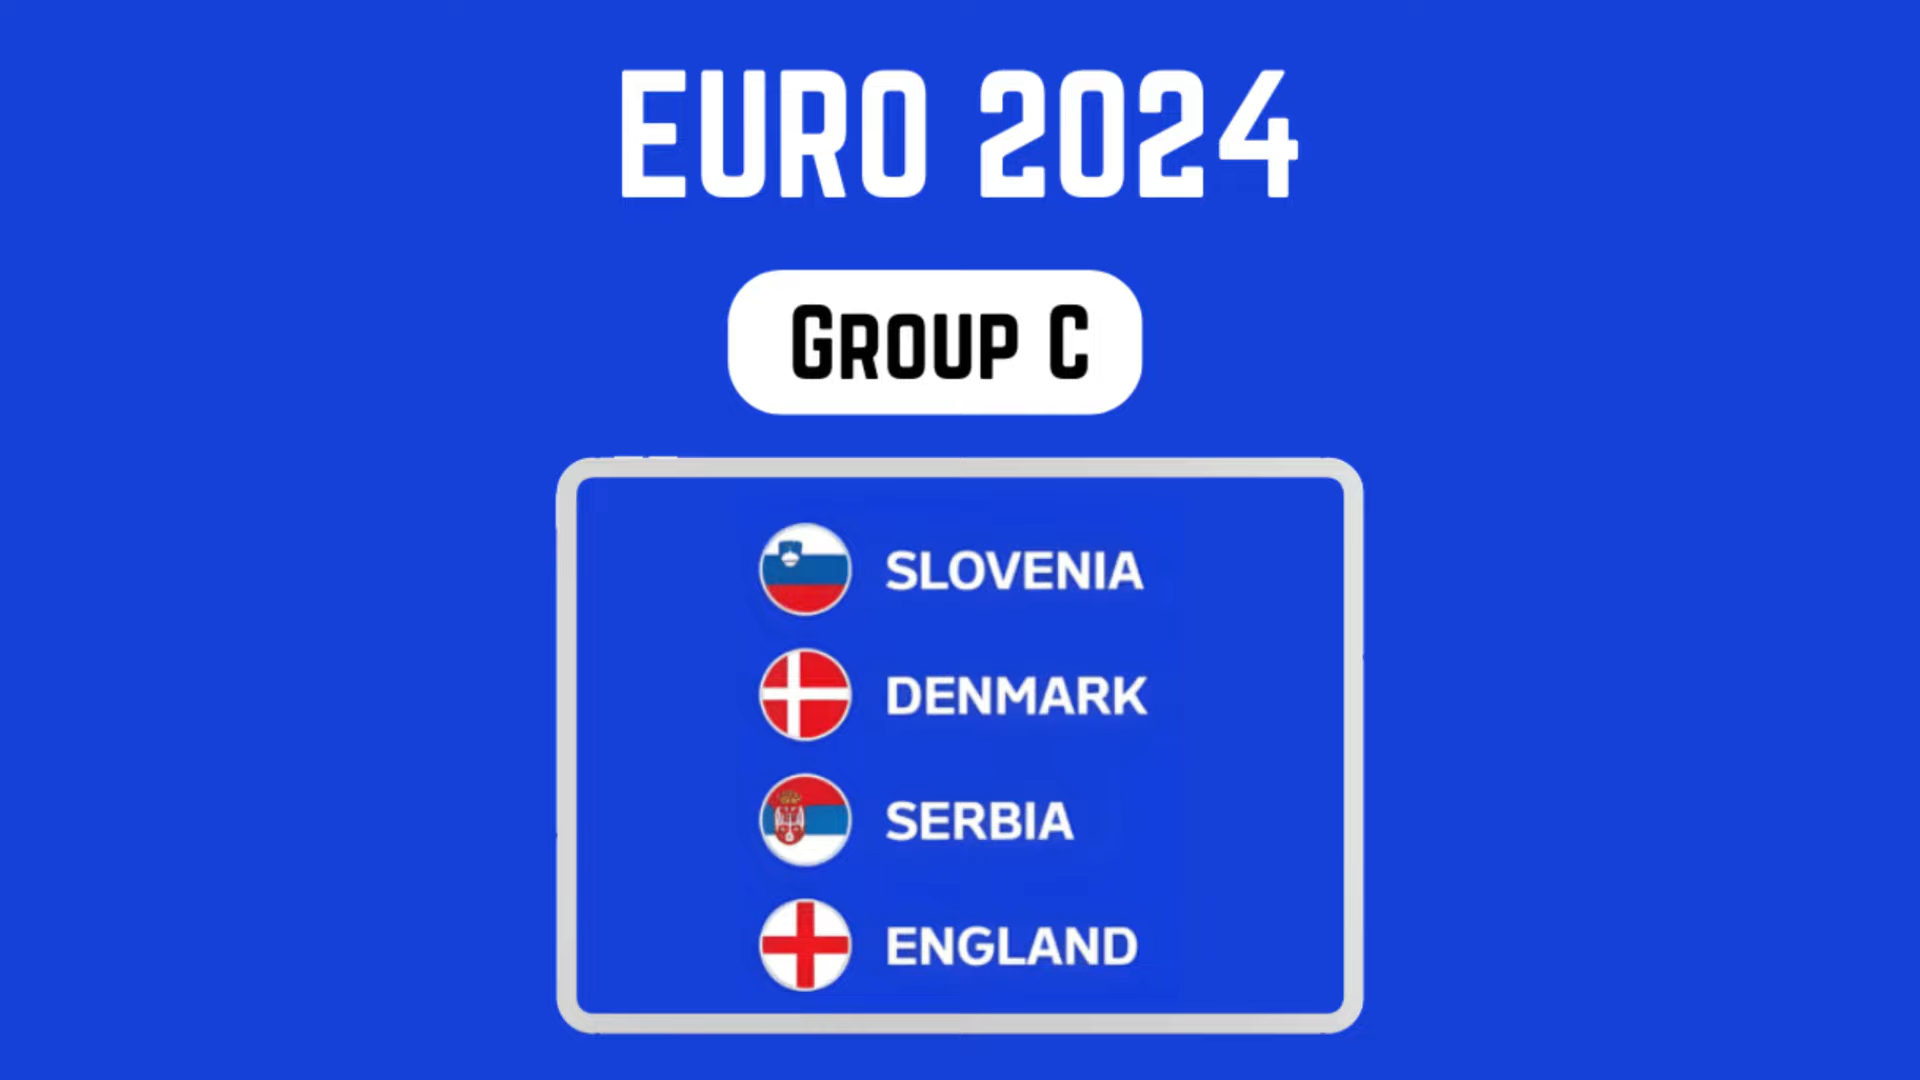 EURO 2024
GROUP C
SLOVENIA
DENMARK
SERBIA
ENGLAND